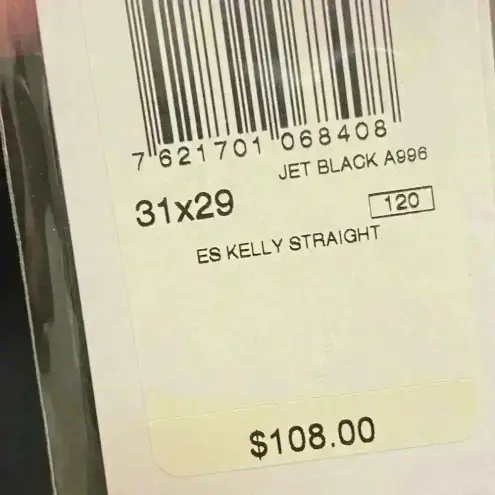 7 621701 068408
JET BLACK A996
31x29
120
ES KELLY STRAIGHT
$108.00